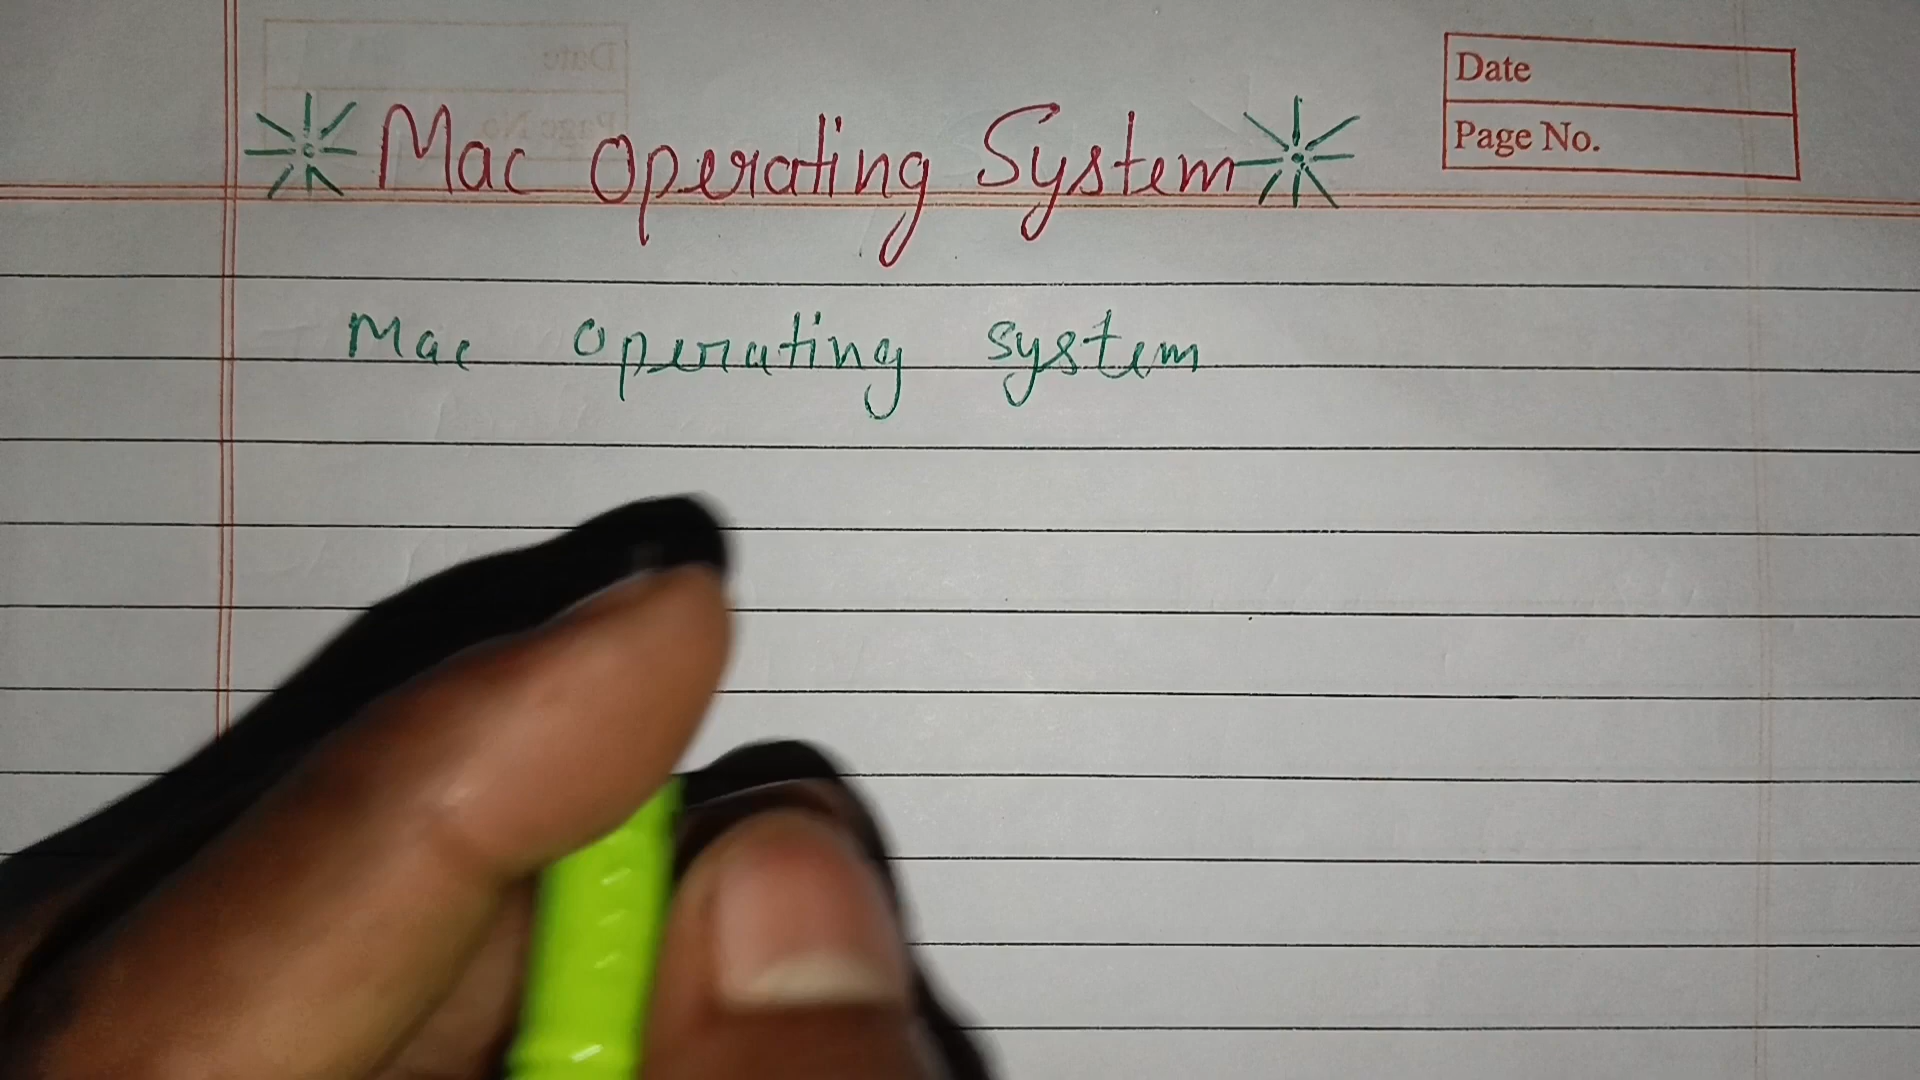 Date
Page No.
Mac Operating System
Mac operating system